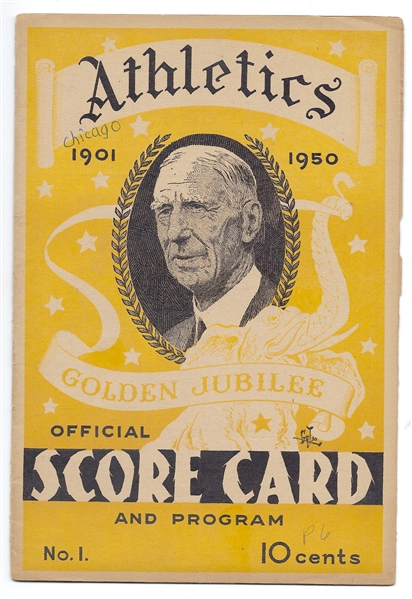 Athletics
Chicago
1901 1950
GOLDEN JUBILEE
OFFICIAL
SCORE CARD
AND PROGRAM
P6
No. 1. 10 cents